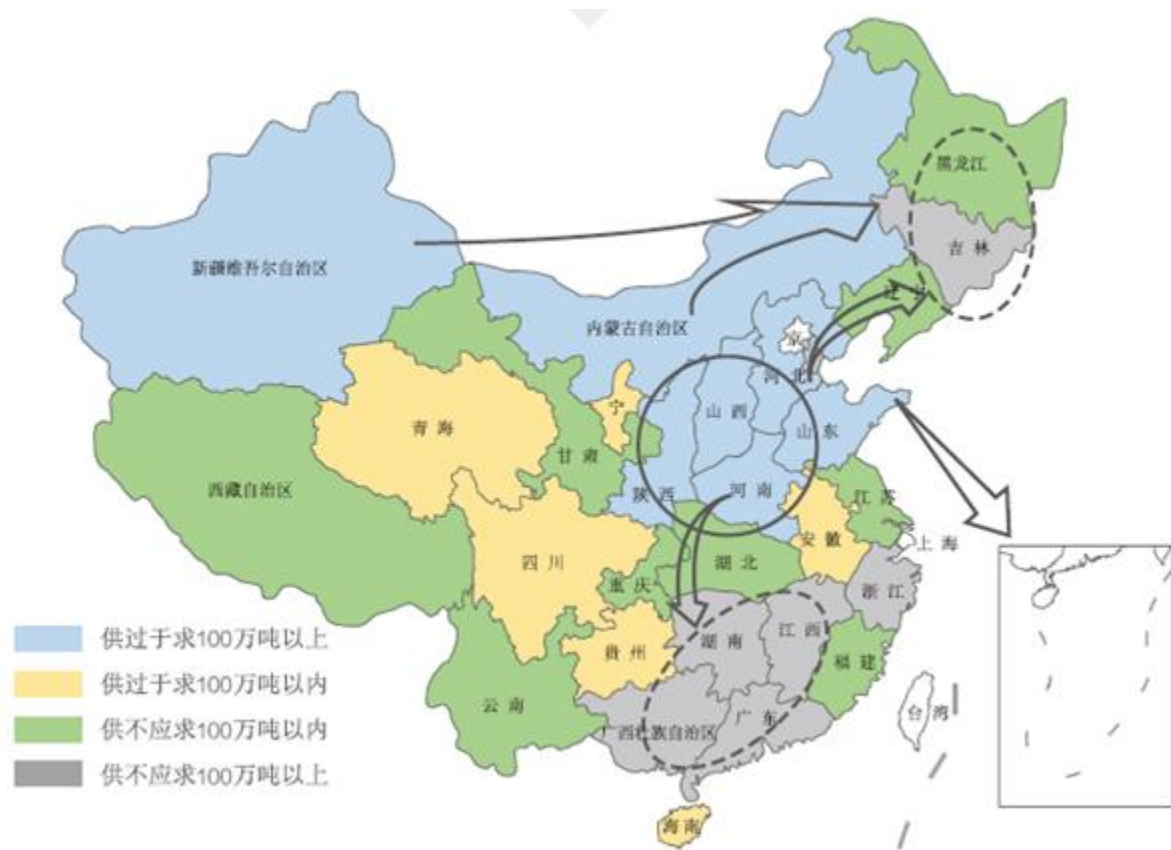 黑龙江
吉林
新疆维吾尔自治区
辽宁
内蒙古自治区
京
河北
宁
山西
山东
青海
甘肃
西藏自治区
陕西
河南
江苏
安徽
上海
四川
湖北
重庆
浙江
湖南
江西
贵州
福建
云南
广西壮族自治区
广东
台湾
海南
供过于求100万吨以上
供过于求100万吨以内
供不应求100万吨以内
供不应求100万吨以上